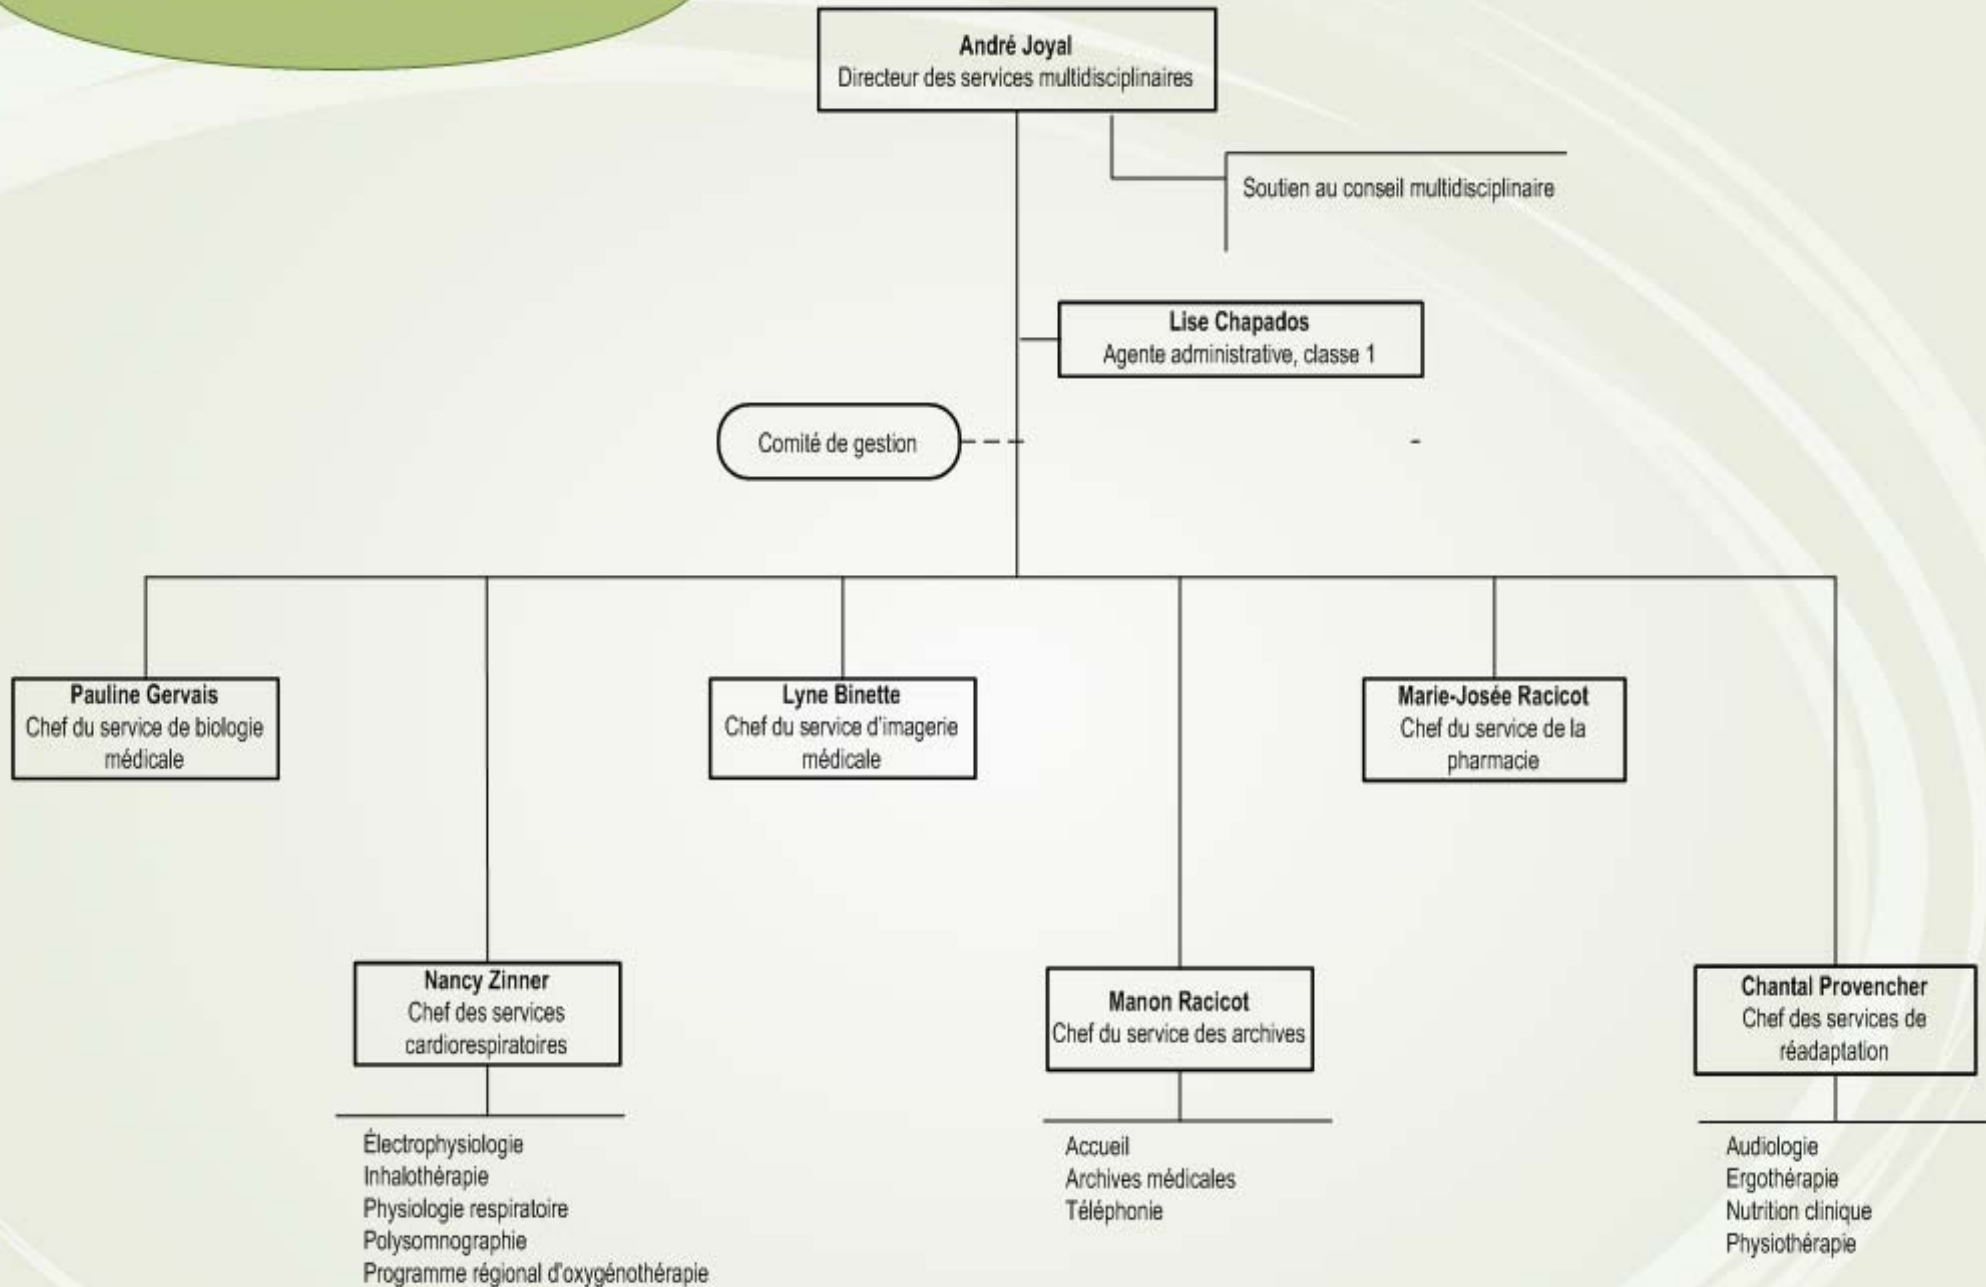 André Joyal
Directeur des services multidisciplinaires
Soutien au conseil multidisciplinaire
Lise Chapados
Agente administrative, classe 1
Comité de gestion
Pauline Gervais
Chef du service de biologie
médicale
Lyne Binette
Chef du service d'imagerie
médicale
Marie-Josée Racicot
Chef du service de la
pharmacie
Nancy Zinner
Chef des services
cardiorespiratoires
Manon Racicot
Chef du service des archives
Chantal Provencher
Chef des services de
réadaptation
Électrophysiologie
Inhalothérapie
Physiologie respiratoire
Polysomnographie
Programme régional d'oxygénothérapie
Accueil
Archives médicales
Téléphonie
Audiologie
Ergothérapie
Nutrition clinique
Physiothérapie